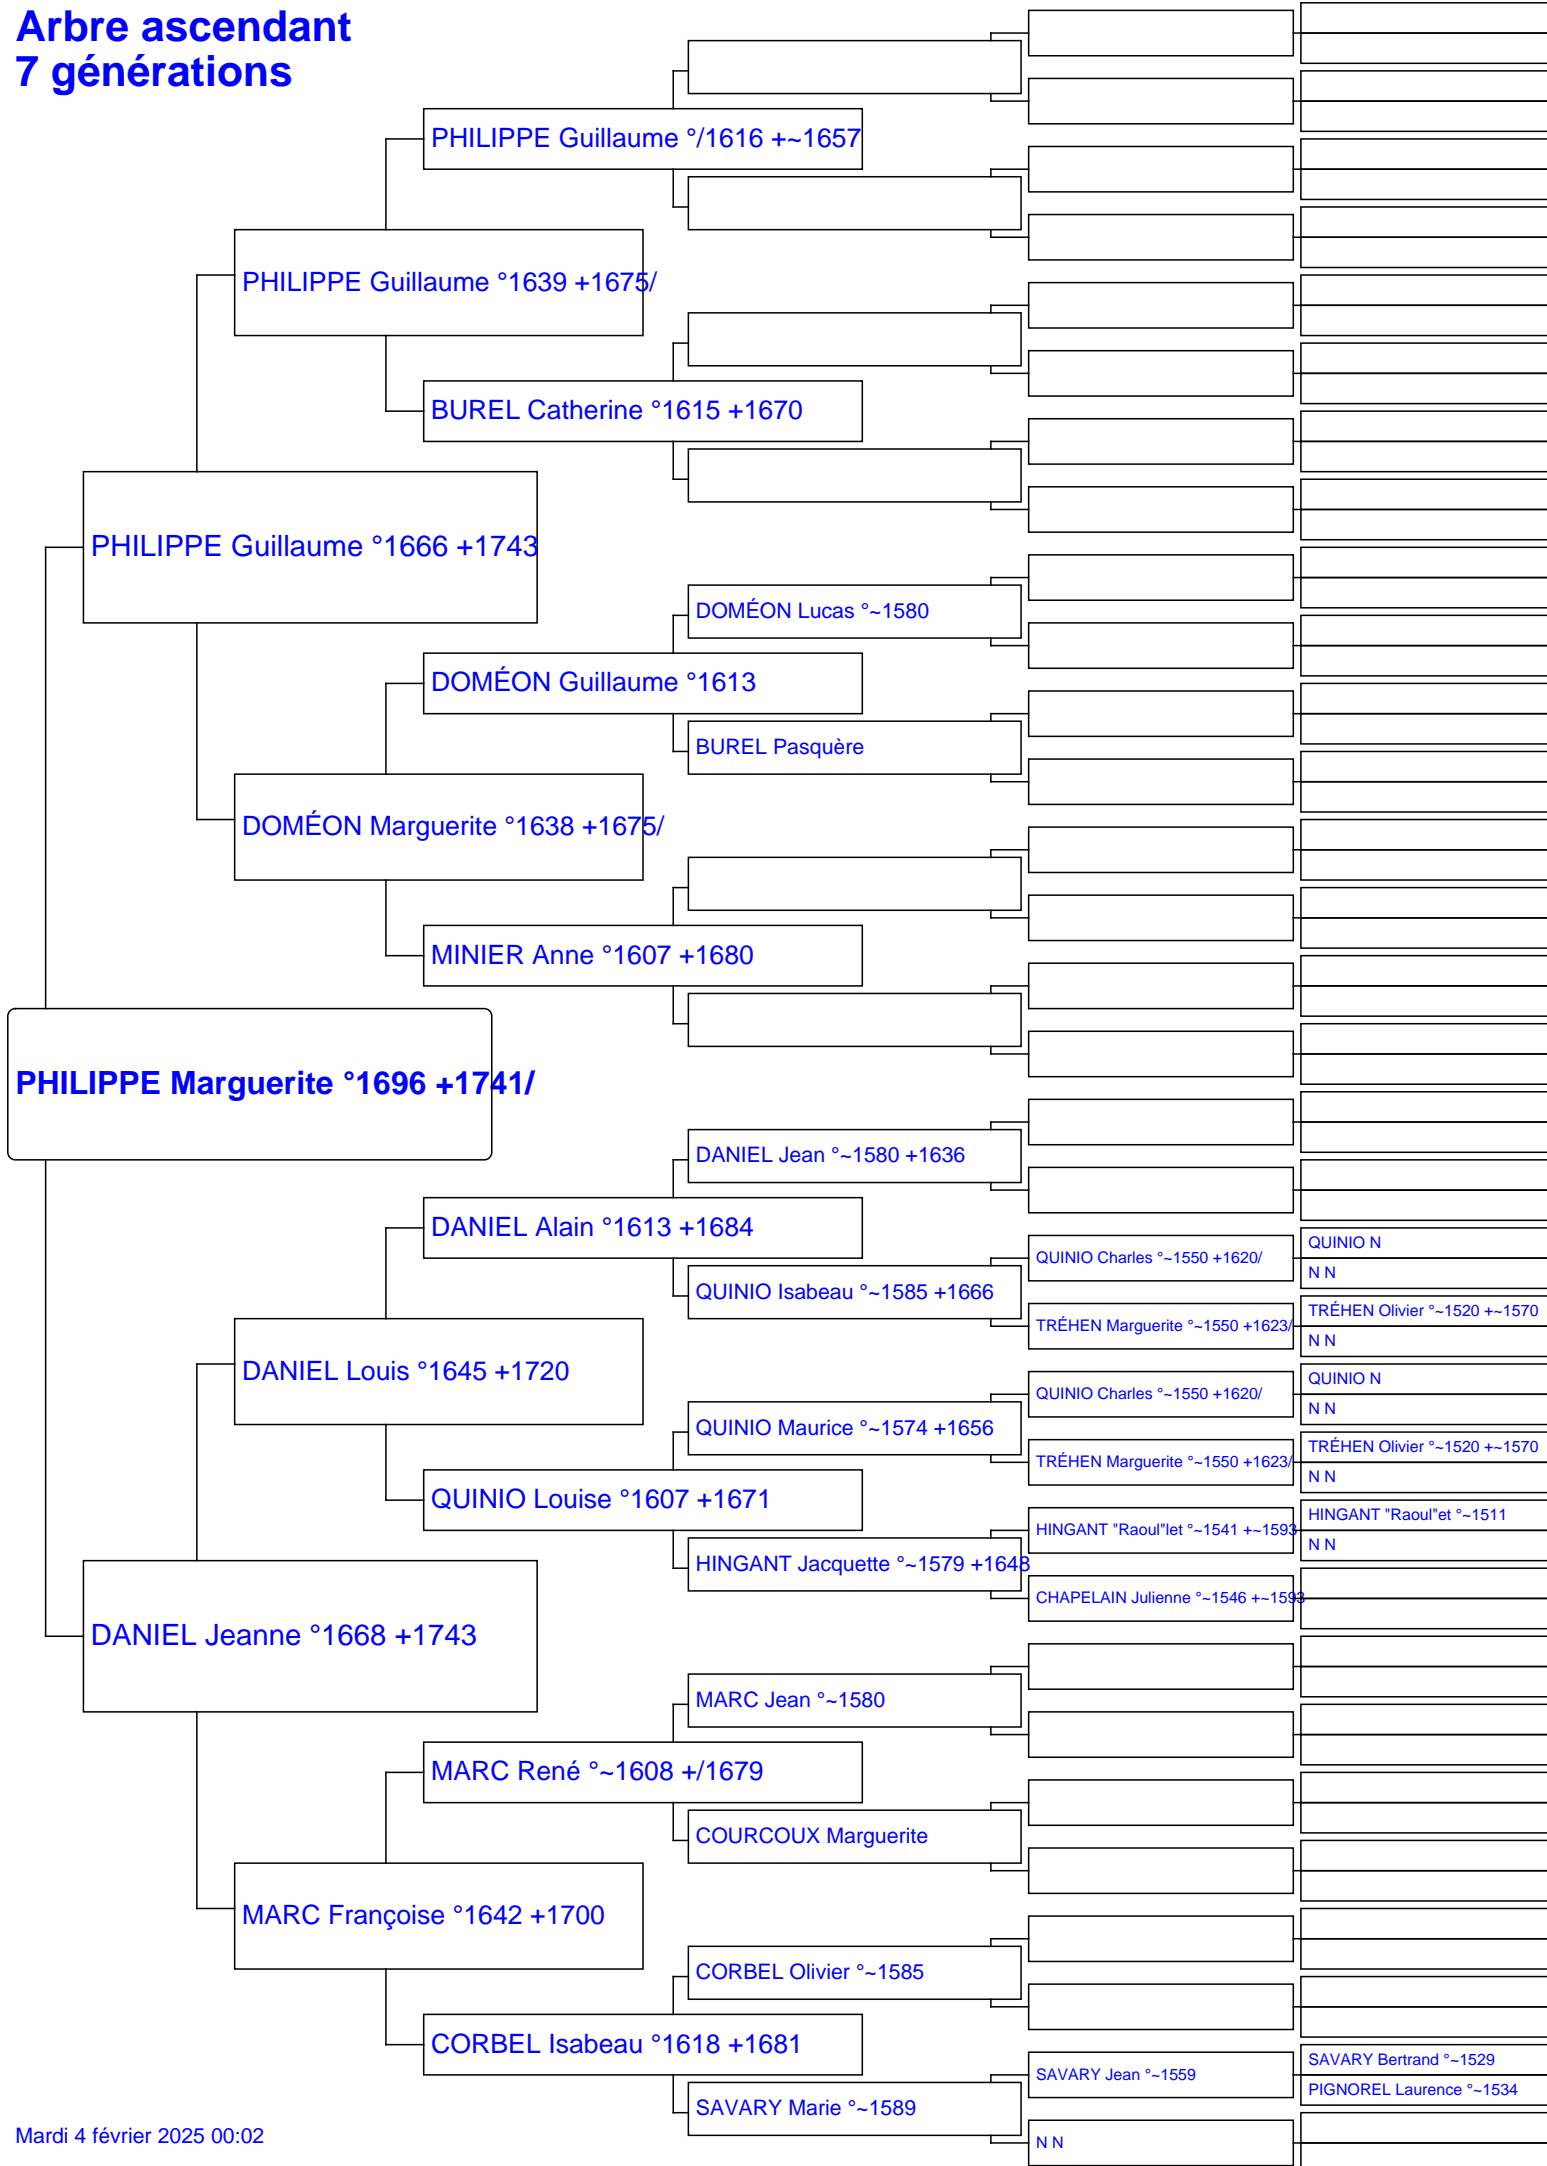 Arbre ascendant
7 générations
PHILIPPE Guillaume °/1616 +~1657
PHILIPPE Guillaume °1639 +1675/
BUREL Catherine °1615 +1670
PHILIPPE Guillaume °1666 +1743
DOMÉON Lucas °~1580
DOMÉON Guillaume °1613
BUREL Pasquère
DOMÉON Marguerite °1638 +1675/
MINIER Anne °1607 +1680
PHILIPPE Marguerite °1696 +1741/
DANIEL Jean °~1580 +1636
DANIEL Alain °1613 +1684
QUINIO N
QUINIO Charles °~1550 +1620/
N N
QUINIO Isabeau °~1585 +1666
TRÉHEN Olivier °~1520 +~1570
TRÉHEN Marguerite °~1550 +1623/
N N
DANIEL Louis °1645 +1720
QUINIO N
QUINIO Charles °~1550 +1620/
N N
QUINIO Maurice °~1574 +1656
TRÉHEN Olivier °~1520 +~1570
TRÉHEN Marguerite °~1550 +1623/
N N
QUINIO Louise °1607 +1671
HINGANT "Raoul"et °~1511
HINGANT "Raoul"let °~1541 +~1593
N N
HINGANT Jacquette °~1579 +1648
CHAPELAIN Julienne °~1546 +~1593
DANIEL Jeanne °1668 +1743
MARC Jean °~1580
MARC René °~1608 +/1679
COURCOUX Marguerite
MARC Françoise °1642 +1700
CORBEL Olivier °~1585
CORBEL Isabeau °1618 +1681
SAVARY Bertrand °~1529
SAVARY Jean °~1559
PIGNOREL Laurence °~1534
SAVARY Marie °~1589
N N
Mardi 4 février 2025 00:02